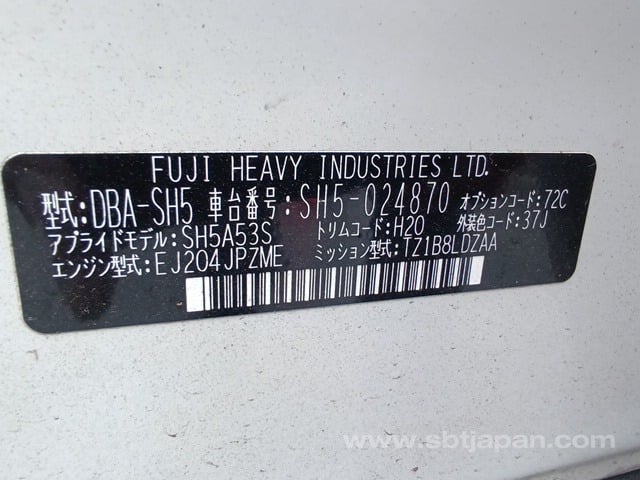 FUJI HEAVY INDUSTRIES LTD.
型式:DBA-SH5 車台番号:SH5-024870 オプションコード:72C
アプライドモデル:SH5A53S トリムコード:H20 外装色コード:37J
エンジン型式:EJ204JPZME ミッション型式:TZ1B8LDZAA
www.sbtjapan.com